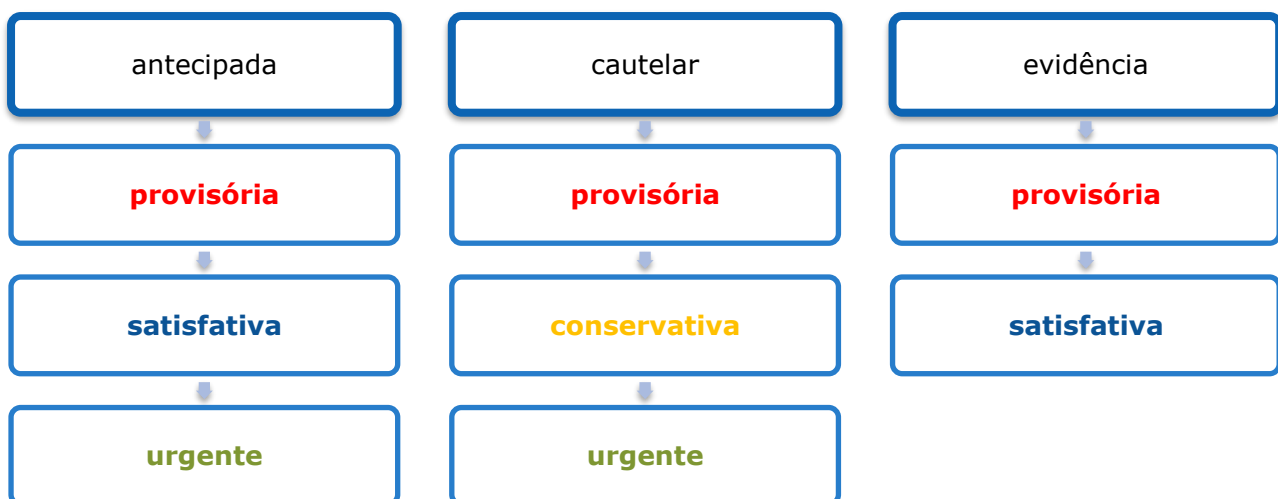 antecipada
provisória
satisfativa
urgente
cautelar
provisória
conservativa
urgente
evidência
provisória
satisfativa